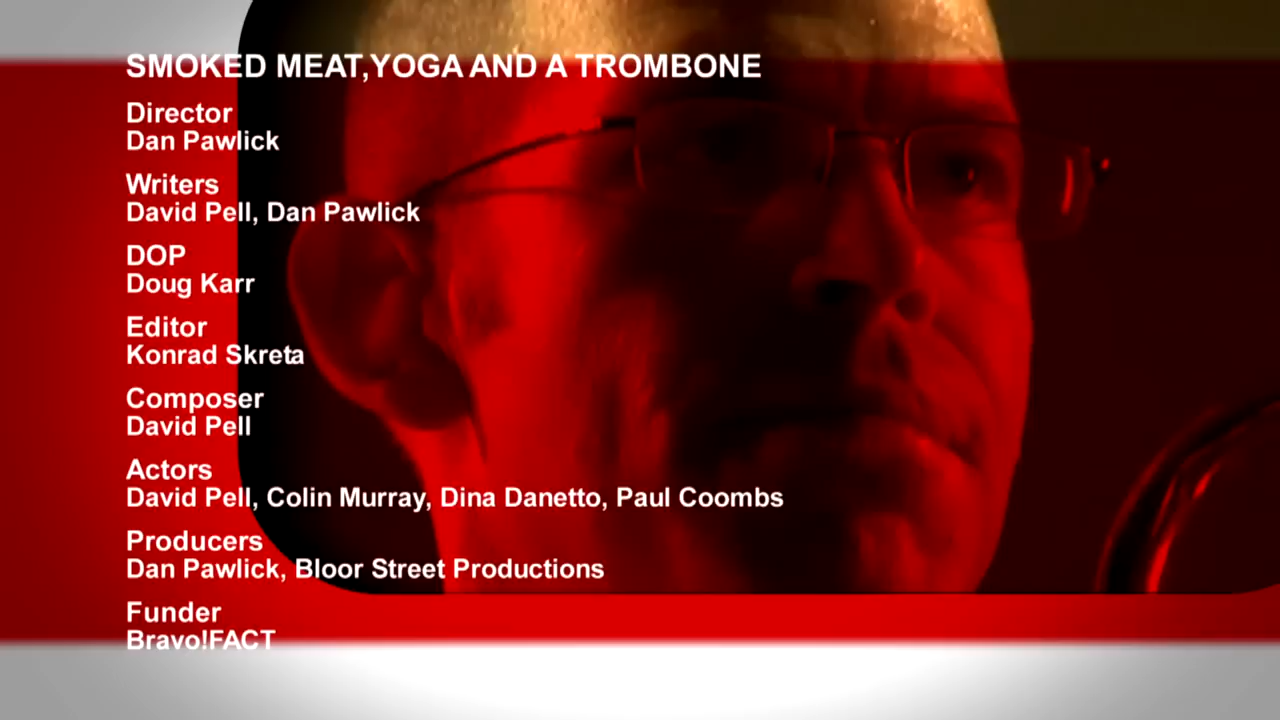 SMOKED MEAT,YOGA AND A TROMBONE
Director
Dan Pawlick
Writers
David Pell, Dan Pawlick
DOP
Doug Karr
Editor
Konrad Skreta
Composer
David Pell
Actors
David Pell, Colin Murray, Dina Danetto, Paul Coombs
Producers
Dan Pawlick, Bloor Street Productions
Funder
Bravo!FACT